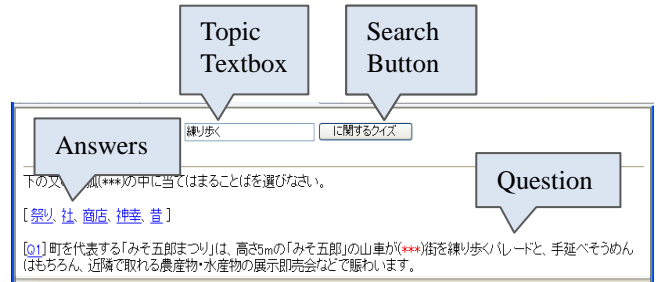 Topic
Textbox
Search
Button
練り歩く
に関するクイズ
Answers
下の文
(***)の中に当てはまることばを選びなさい。
Question
[祭り、社、商店、神幸、昔]
[Q1]町を代表する「みそ五郎まつり」は、高さ5mの「みそ五郎」の山車が(***)街を練り歩くパレードと、手延べそうめん
はもちろん、近隣で取れる農産物・水産物の展示即売会などで賑わいます。